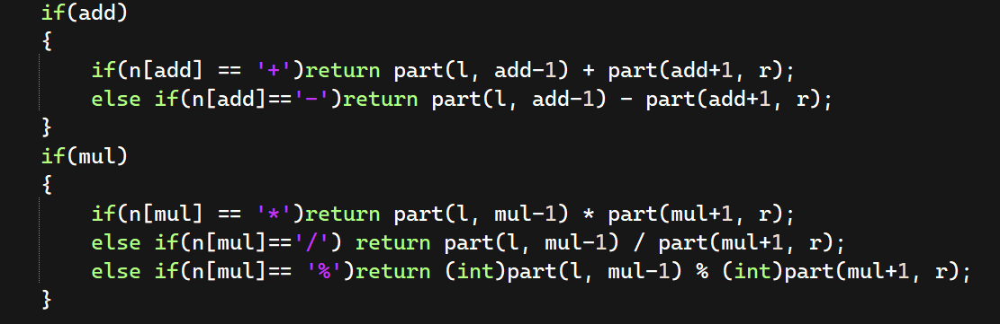 if(add)
{
    if(n[add] == '+')return part(l, add-1) + part(add+1, r);
    else if(n[add]=='-')return part(l, add-1) - part(add+1, r);
}
if(mul)
{
    if(n[mul] == '*')return part(l, mul-1) * part(mul+1, r);
    else if(n[mul]=='/') return part(l, mul-1) / part(mul+1, r);
    else if(n[mul]== '%')return (int)part(l, mul-1) % (int)part(mul+1, r);
}